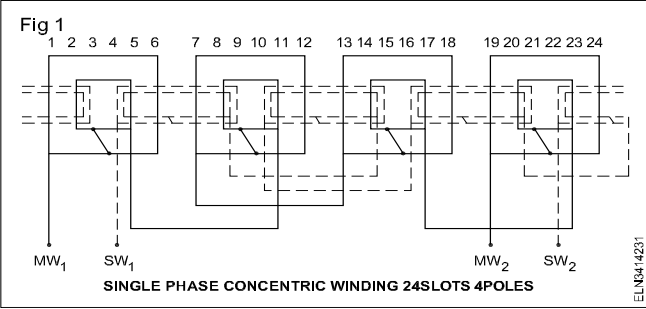 Fig 1
1 2 3 4 5 6 7 8 9 10 11 12 13 14 15 16 17 18 19 20 21 22 23 24
MW1 SW1 MW2 SW2
SINGLE PHASE CONCENTRIC WINDING 24SLOTS 4POLES
ELN3414231